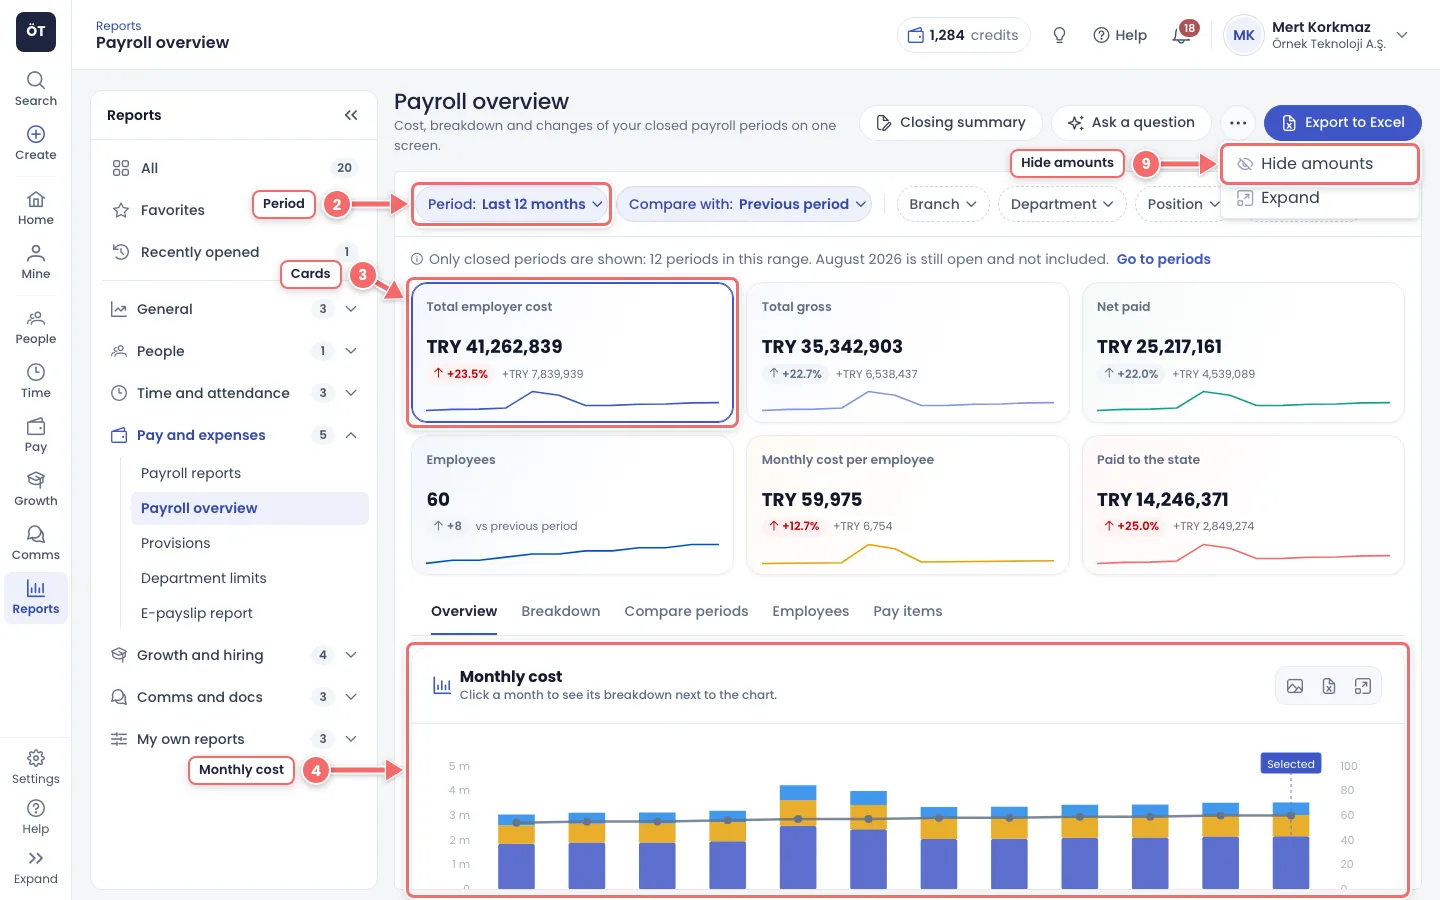 ÖT
Search
Create
Home
Mine
People
Time
Pay
Growth
Comms
Reports
Settings
Help
Expand
Reports
Payroll overview
1,284 credits
Help
18
MK
Mert Korkmaz
Örnek Teknoloji A.Ş.
Reports
All 20
Favorites
Recently opened 1
General 3
People 1
Time and attendance 3
Pay and expenses 5
Payroll reports
Payroll overview
Provisions
Department limits
E-payslip report
Growth and hiring 4
Comms and docs 3
My own reports 3
Period 2
Cards 3
Monthly cost 4
Payroll overview
Cost, breakdown and changes of your closed payroll periods on one
screen.
Closing summary
Ask a question
Export to Excel
Hide amounts 9
Hide amounts
Expand
Period: Last 12 months
Compare with: Previous period
Branch
Department
Position
Only closed periods are shown: 12 periods in this range. August 2026 is still open and not included. Go to periods
Total employer cost
TRY 41,262,839
↑ +23.5% +TRY 7,839,939
Total gross
TRY 35,342,903
↑ +22.7% +TRY 6,538,437
Net paid
TRY 25,217,161
↑ +22.0% +TRY 4,539,089
Employees
60
↑ +8 vs previous period
Monthly cost per employee
TRY 59,975
↑ +12.7% +TRY 6,754
Paid to the state
TRY 14,246,371
↑ +25.0% +TRY 2,849,274
Overview Breakdown Compare periods Employees Pay items
Monthly cost
Click a month to see its breakdown next to the chart.
Selected
5 m 100
4 m 80
3 m 60
2 m 40
1 m 20
0 0